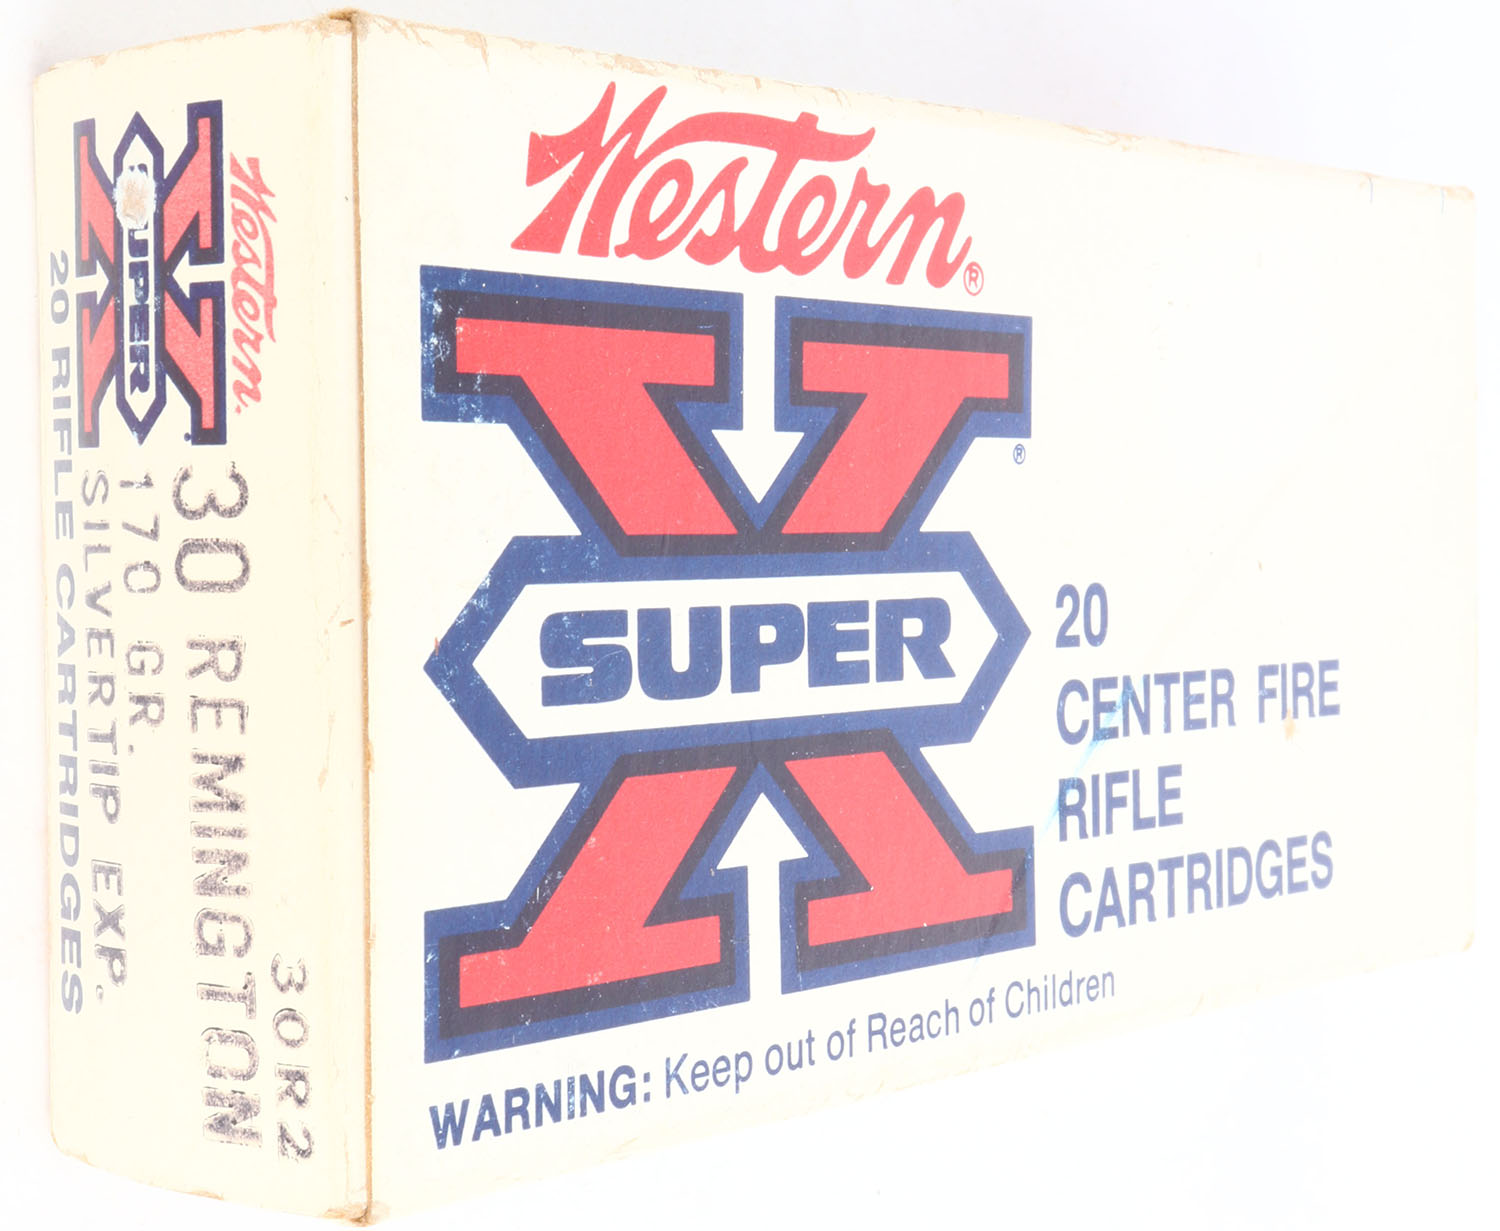 Western®
SUPER
®
20
CENTER FIRE
RIFLE
CARTRIDGES
WARNING: Keep out of Reach of Children
Western.
SUPER
30R2
30 REMINGTON
170 GR.
SILVERTIP EXP.
20 RIFLE CARTRIDGES